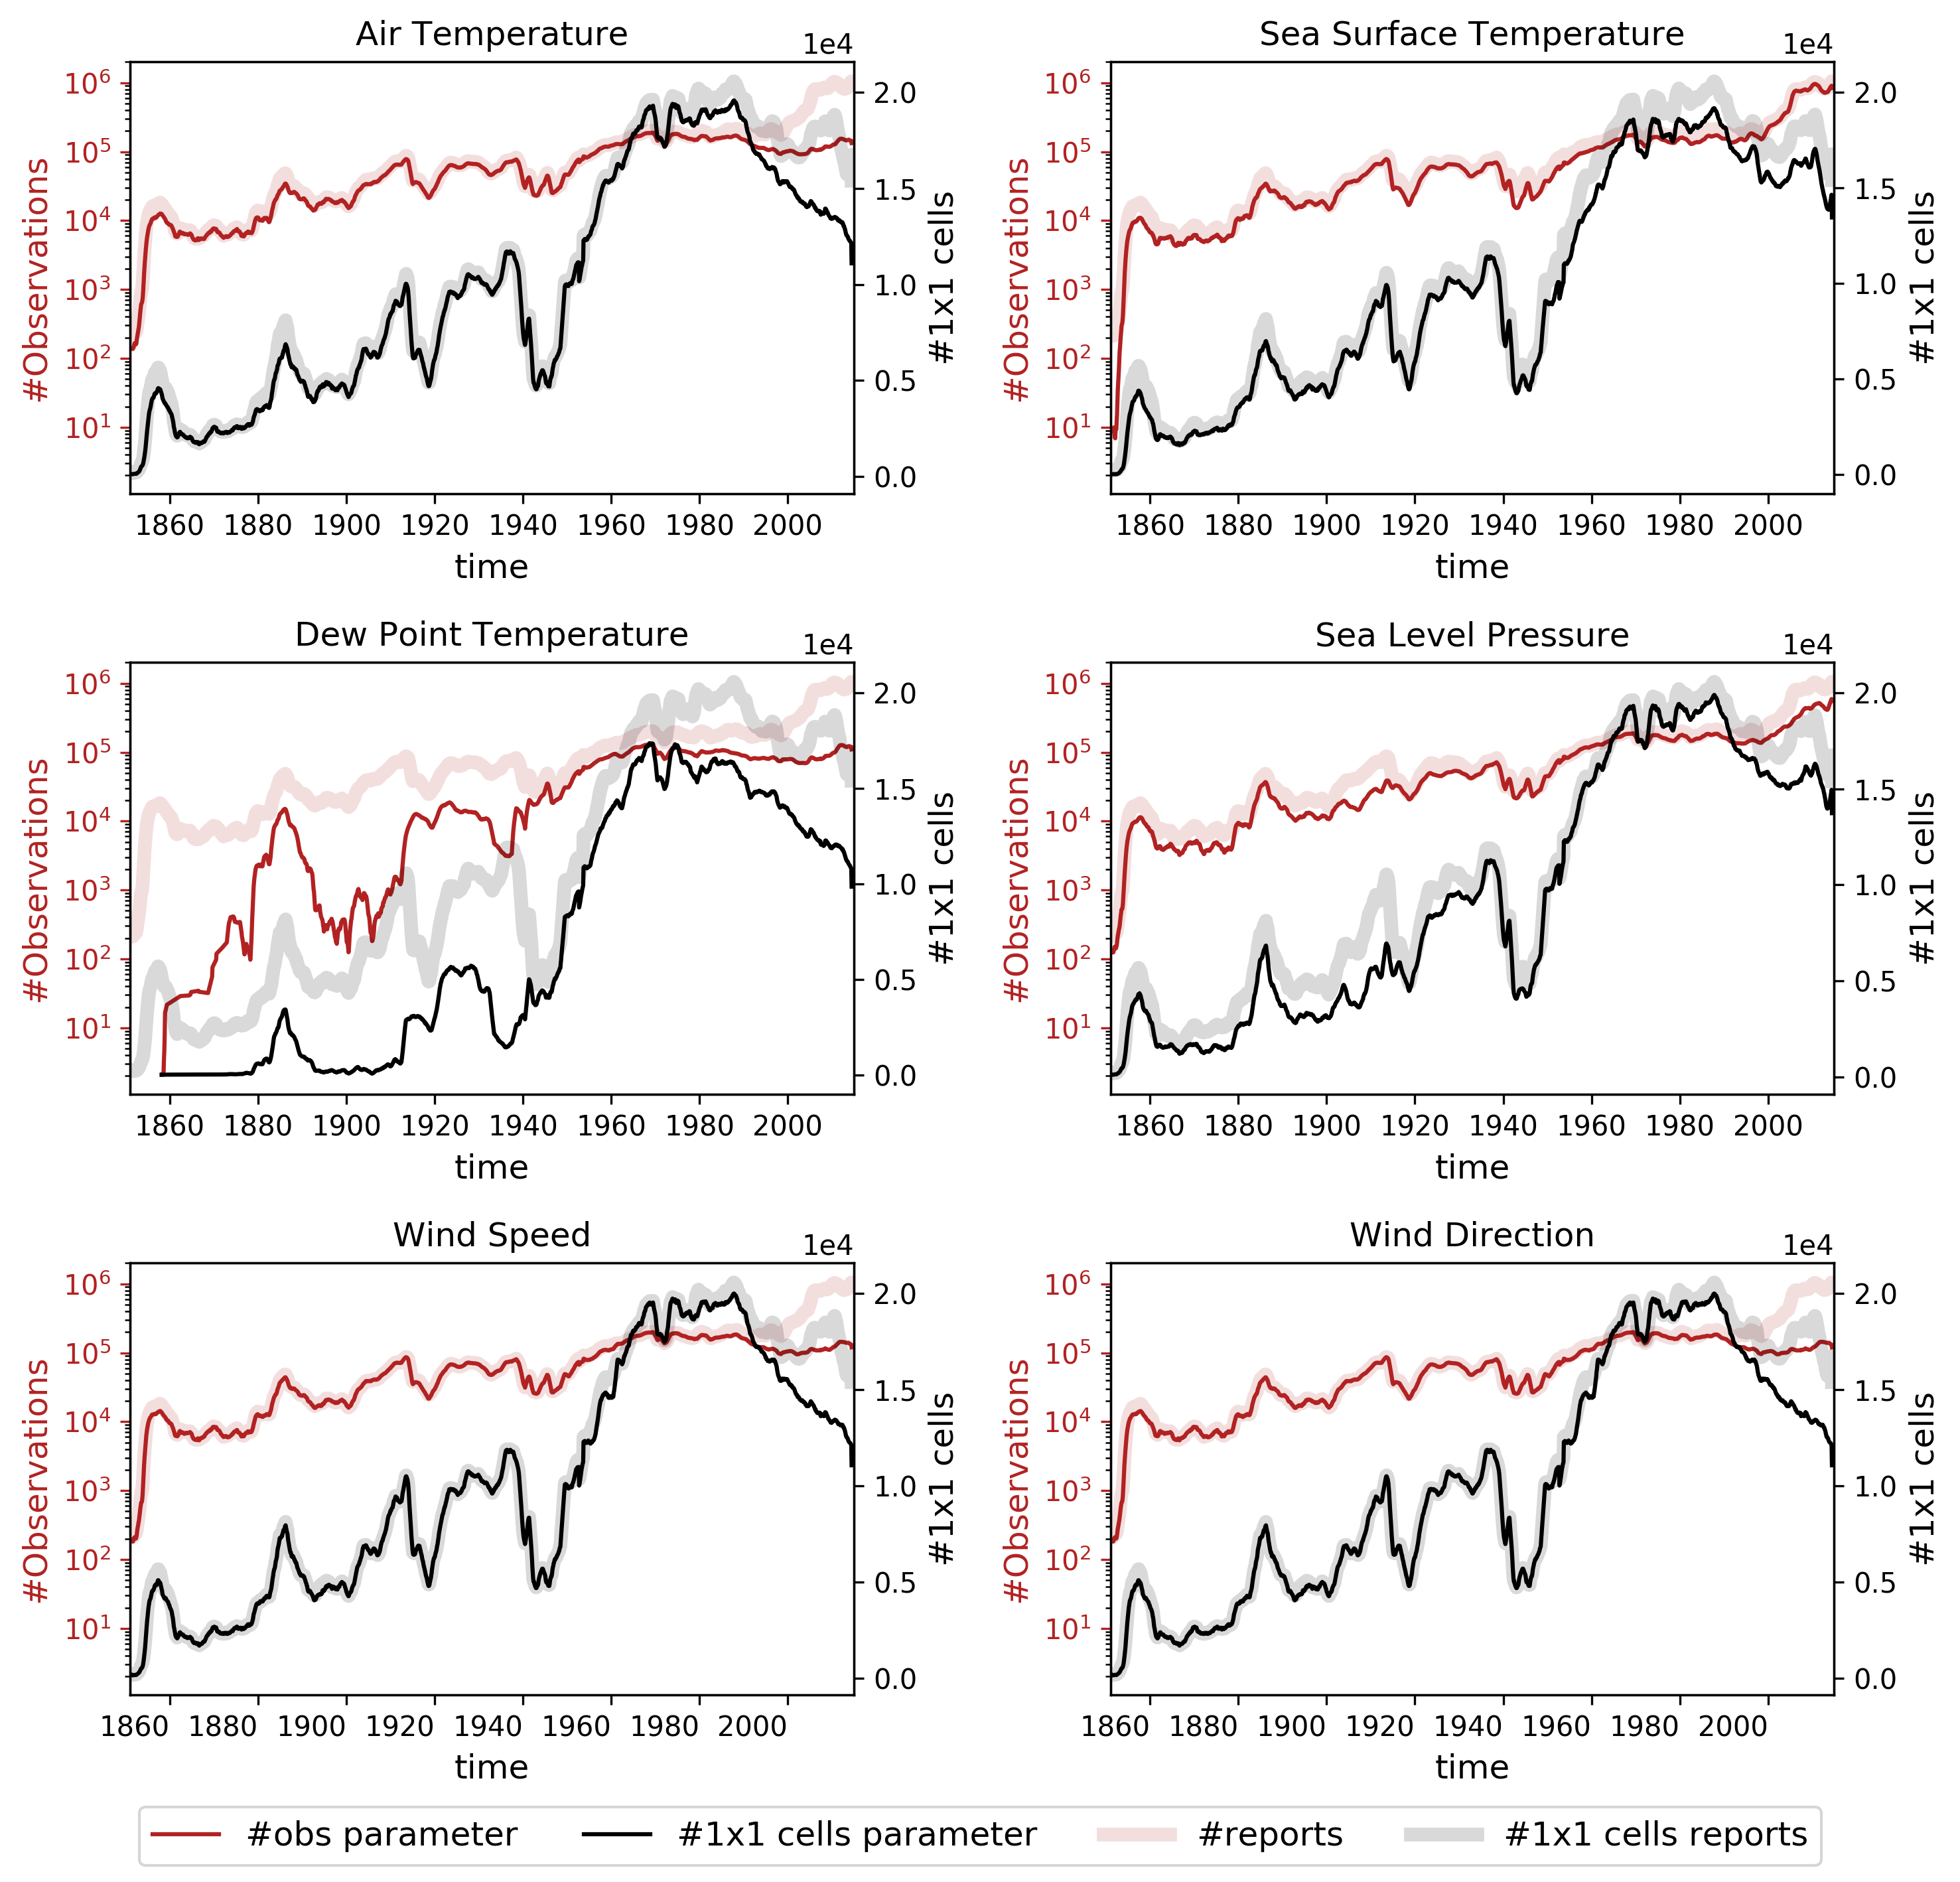 Air Temperature
1e4
10^6
10^5
10^4
10^3
10^2
10^1
#Observations
2.0
1.5
1.0
0.5
0.0
#1x1 cells
1860 1880 1900 1920 1940 1960 1980 2000
time
Sea Surface Temperature
1e4
10^6
10^5
10^4
10^3
10^2
10^1
#Observations
2.0
1.5
1.0
0.5
0.0
#1x1 cells
1860 1880 1900 1920 1940 1960 1980 2000
time
Dew Point Temperature
1e4
10^6
10^5
10^4
10^3
10^2
10^1
#Observations
2.0
1.5
1.0
0.5
0.0
#1x1 cells
1860 1880 1900 1920 1940 1960 1980 2000
time
Sea Level Pressure
1e4
10^6
10^5
10^4
10^3
10^2
10^1
#Observations
2.0
1.5
1.0
0.5
0.0
#1x1 cells
1860 1880 1900 1920 1940 1960 1980 2000
time
Wind Speed
1e4
10^6
10^5
10^4
10^3
10^2
10^1
#Observations
2.0
1.5
1.0
0.5
0.0
#1x1 cells
1860 1880 1900 1920 1940 1960 1980 2000
time
Wind Direction
1e4
10^6
10^5
10^4
10^3
10^2
10^1
#Observations
2.0
1.5
1.0
0.5
0.0
#1x1 cells
1860 1880 1900 1920 1940 1960 1980 2000
time
#obs parameter #1x1 cells parameter #reports #1x1 cells reports